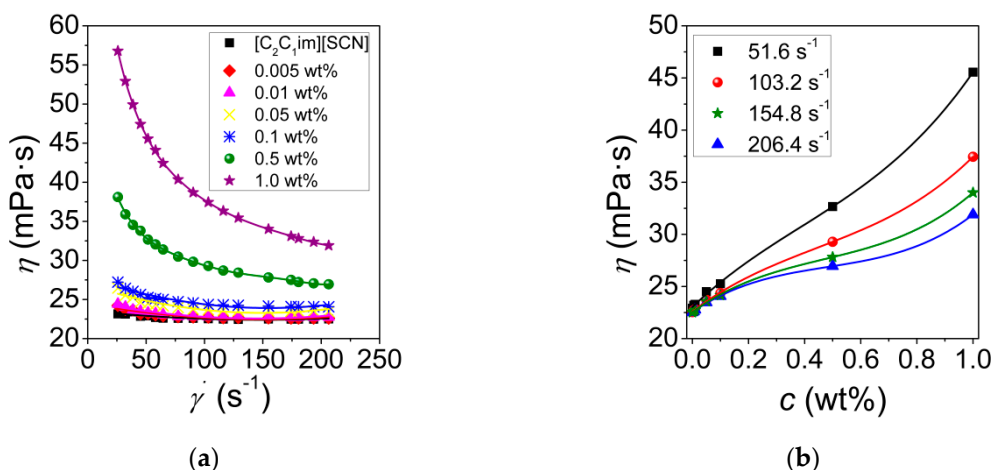 60
55
50
45
40
35
30
25
20
η (mPa·s)
0 50 100 150 200 250
γ̇ (s⁻¹)
[C₂C₁im][SCN]
0.005 wt%
0.01 wt%
0.05 wt%
0.1 wt%
0.5 wt%
1.0 wt%
(a)
50
45
40
35
30
25
20
η (mPa·s)
0.0 0.2 0.4 0.6 0.8 1.0
c (wt%)
51.6 s⁻¹
103.2 s⁻¹
154.8 s⁻¹
206.4 s⁻¹
(b)